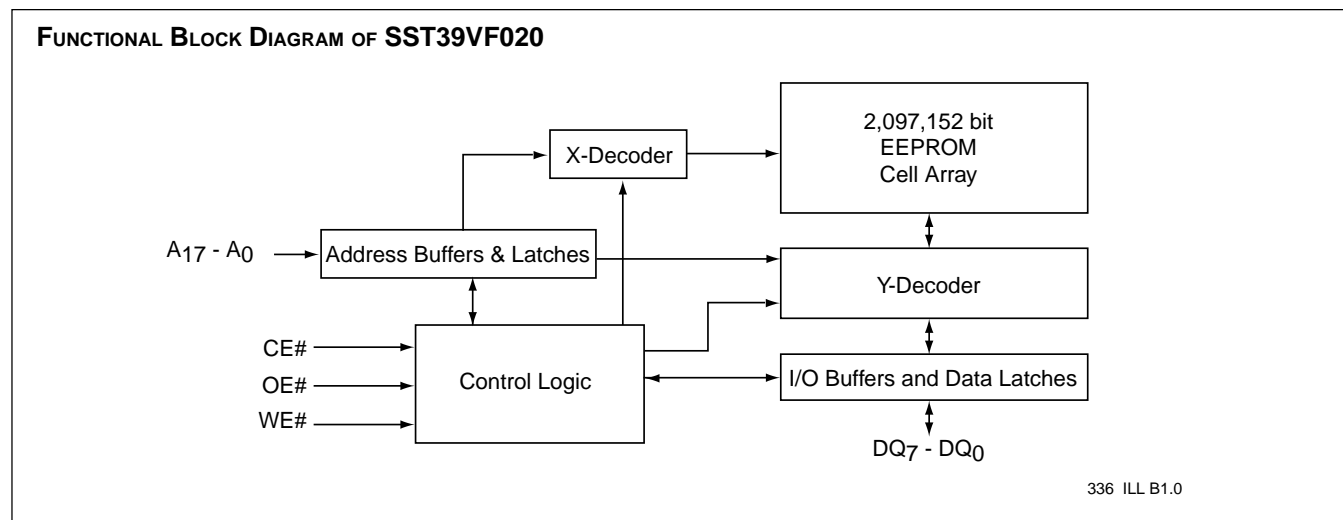 FUNCTIONAL BLOCK DIAGRAM OF SST39VF020
2,097,152 bit
EEPROM
Cell Array
X-Decoder
A17 - A0
Address Buffers & Latches
Y-Decoder
CE#
OE#
WE#
Control Logic
I/O Buffers and Data Latches
DQ7 - DQ0
336 ILL B1.0